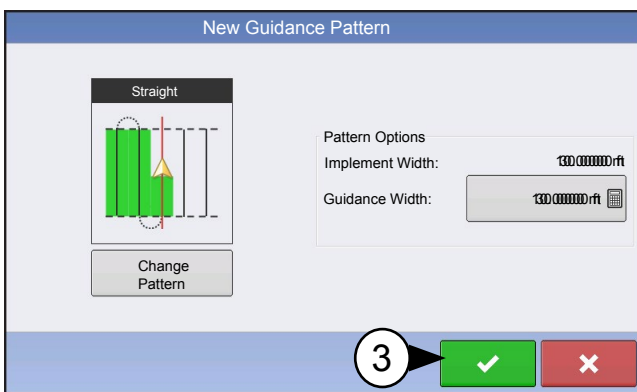 New Guidance Pattern
Straight
Pattern Options
Implement Width:
Guidance Width:
Change
Pattern
3